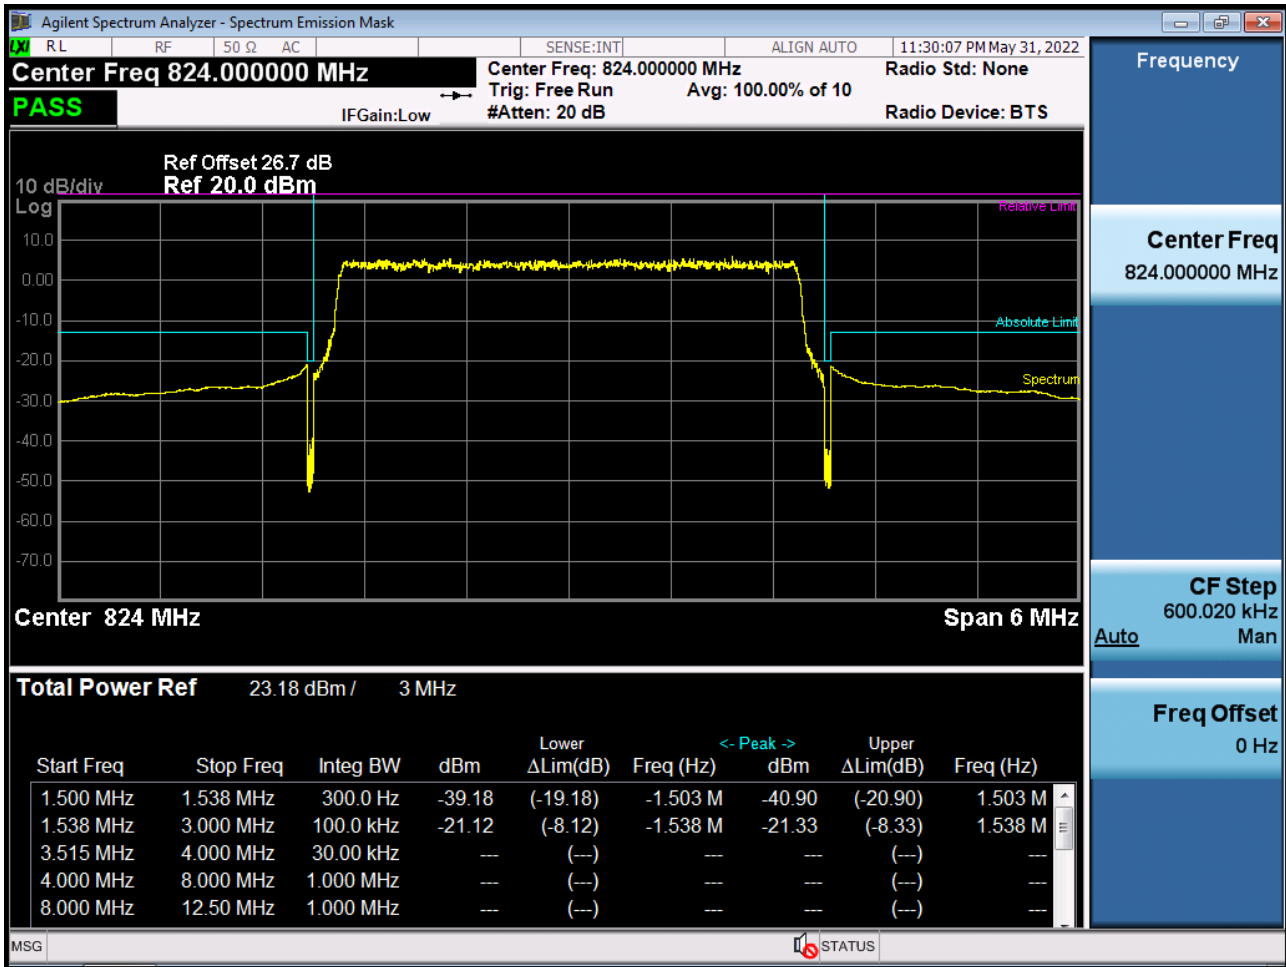 Agilent Spectrum Analyzer - Spectrum Emission Mask
LXI RL RF 50 Ω AC SENSE:INT ALIGN AUTO 11:30:07 PM May 31, 2022
Center Freq 824.000000 MHz
Center Freq: 824.000000 MHz Radio Std: None
Trig: Free Run Avg: 100.00% of 10
PASS
IFGain:Low #Atten: 20 dB Radio Device: BTS
Ref Offset 26.7 dB
10 dB/div Ref 20.0 dBm
Log
Relative Limit
10.0
0.00
-10.0
Absolute Limit
-20.0
Spectrum
-30.0
-40.0
-50.0
-60.0
-70.0
Center 824 MHz Span 6 MHz
Total Power Ref 23.18 dBm / 3 MHz
Lower <- Peak -> Upper
Start Freq Stop Freq Integ BW dBm ΔLim(dB) Freq (Hz) dBm ΔLim(dB) Freq (Hz)
1.500 MHz 1.538 MHz 300.0 Hz -39.18 (-19.18) -1.503 M -40.90 (-20.90) 1.503 M
1.538 MHz 3.000 MHz 100.0 kHz -21.12 (-8.12) -1.538 M -21.33 (-8.33) 1.538 M
3.515 MHz 4.000 MHz 30.00 kHz --- (---) --- --- (---) ---
4.000 MHz 8.000 MHz 1.000 MHz --- (---) --- --- (---) ---
8.000 MHz 12.50 MHz 1.000 MHz --- (---) --- --- (---) ---
MSG STATUS
Frequency
Center Freq
824.000000 MHz
CF Step
600.020 kHz
Auto Man
Freq Offset
0 Hz